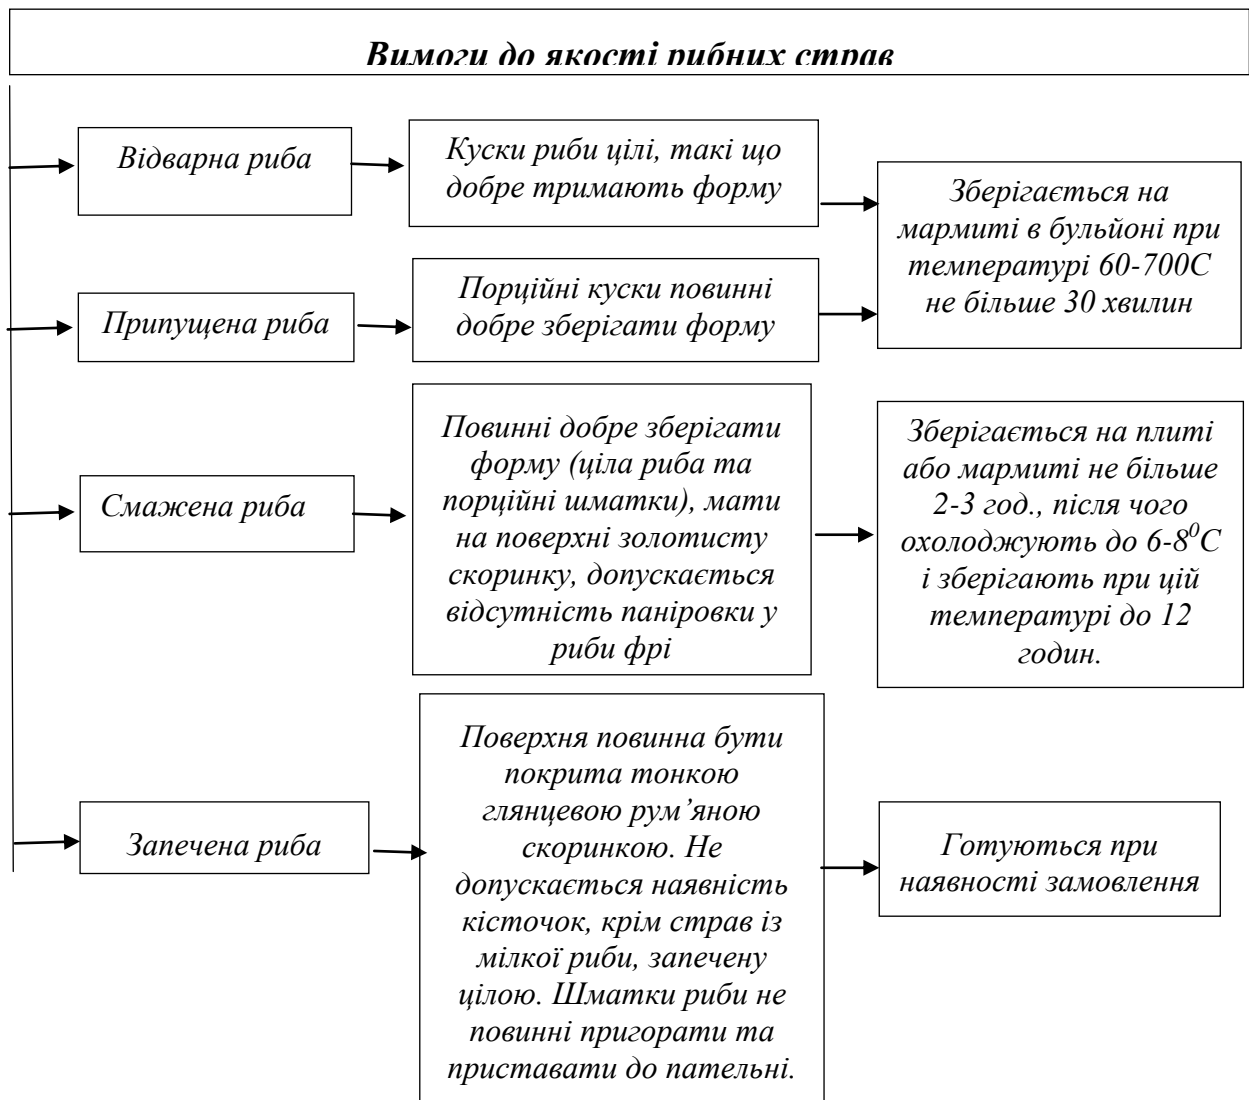 Вимоги до якості рибних страв
Відварна риба
Куски риби цілі, такі що
добре тримають форму
Зберігається на
мармиті в бульйоні при
температурі 60-700С
не більше 30 хвилин
Припущена риба
Порційні куски повинні
добре зберігати форму
Смажена риба
Повинні добре зберігати
форму (ціла риба та
порційні шматки), мати
на поверхні золотисту
скоринку, допускається
відсутність паніровки у
риби фрі
Зберігається на плиті
або мармиті не більше
2-3 год., після чого
охолоджують до 6-8⁰С
і зберігають при цій
температурі до 12
годин.
Запечена риба
Поверхня повинна бути
покрита тонкою
глянцевою рум’яною
скоринкою. Не
допускається наявність
кісточок, крім страв із
мілкої риби, запечену
цілою. Шматки риби не
повинні пригорати та
приставати до пательні.
Готуються при
наявності замовлення